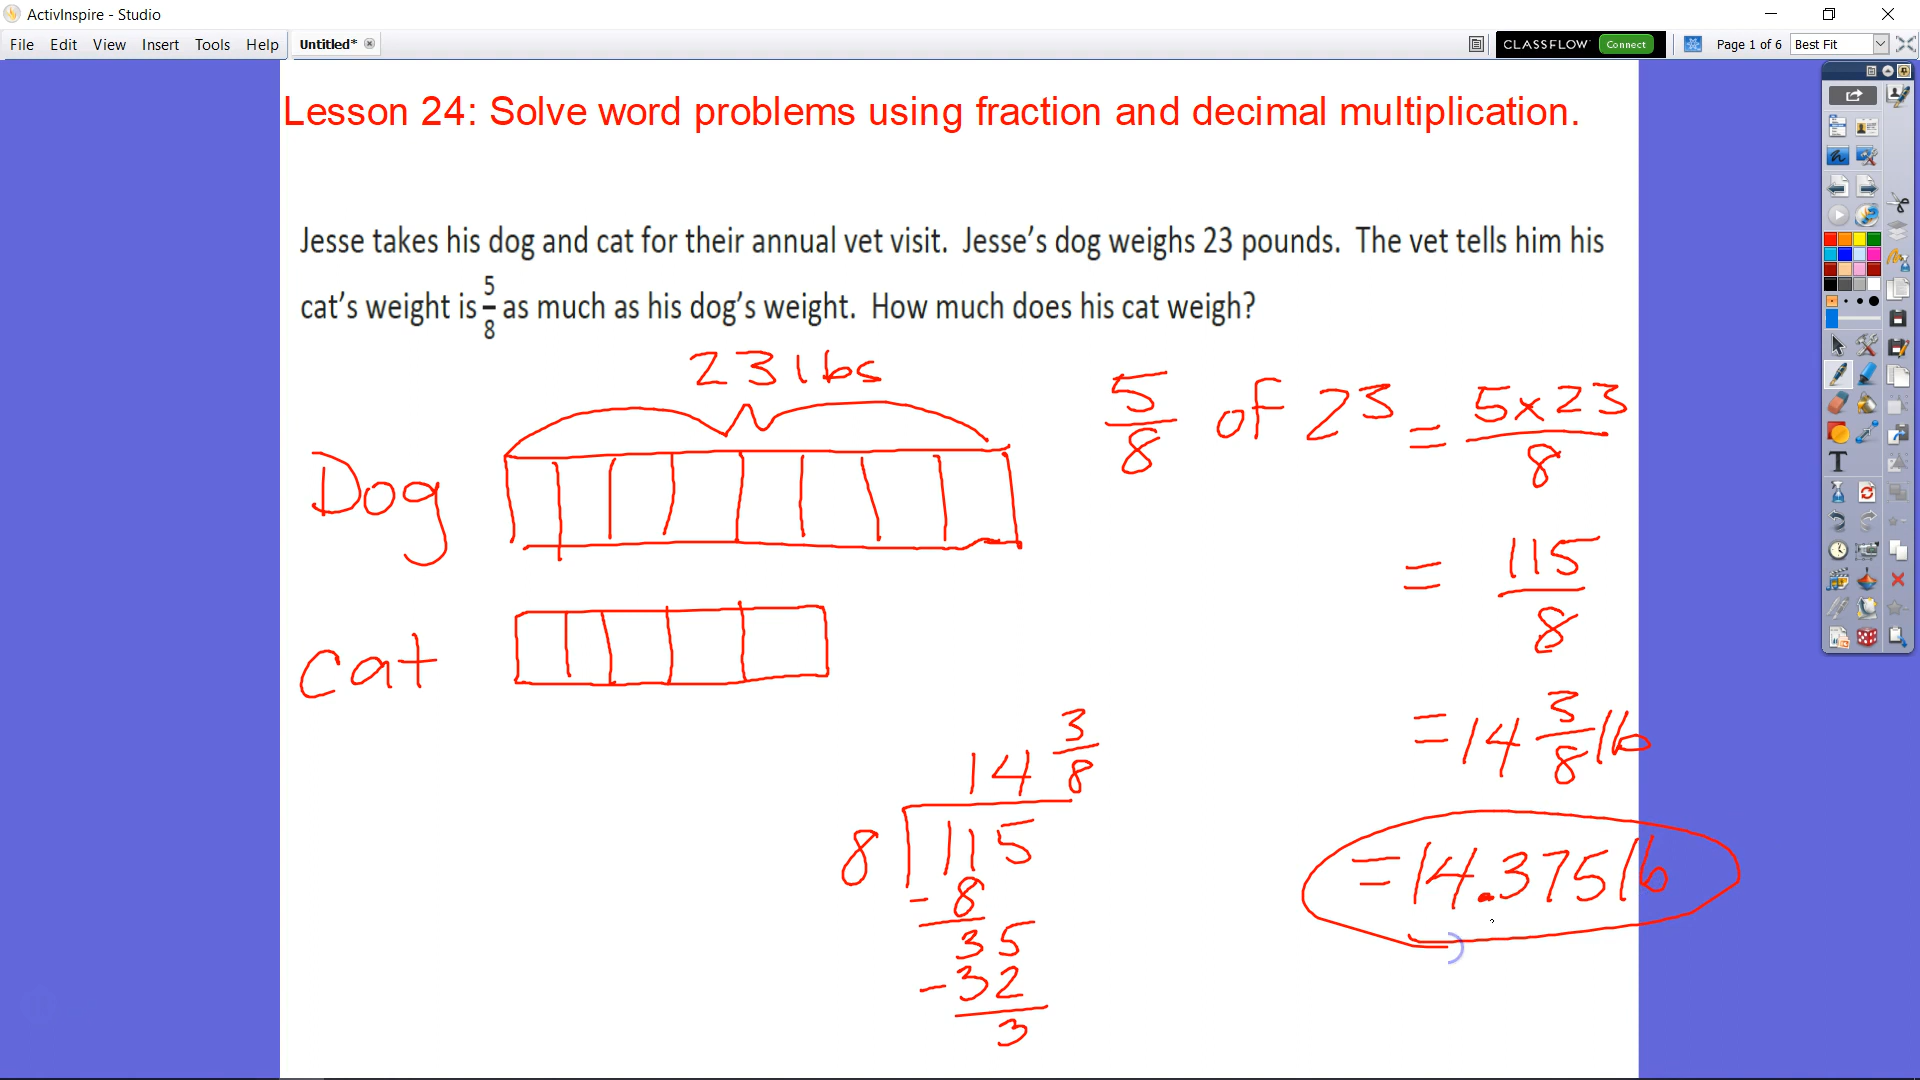 ActivInspire - Studio
File Edit View Insert Tools Help Untitled* CLASSFLOW Connect Page 1 of 6 Best Fit
Lesson 24: Solve word problems using fraction and decimal multiplication.
Jesse takes his dog and cat for their annual vet visit. Jesse's dog weighs 23 pounds. The vet tells him his
cat's weight is 5/8 as much as his dog's weight. How much does his cat weigh?
23 lbs
Dog
cat
5/8 of 23 = 5x23/8
= 115/8
= 14 3/8 lb
= 14.375 lb
14 3/8
8 115
- 8
35
- 32
3